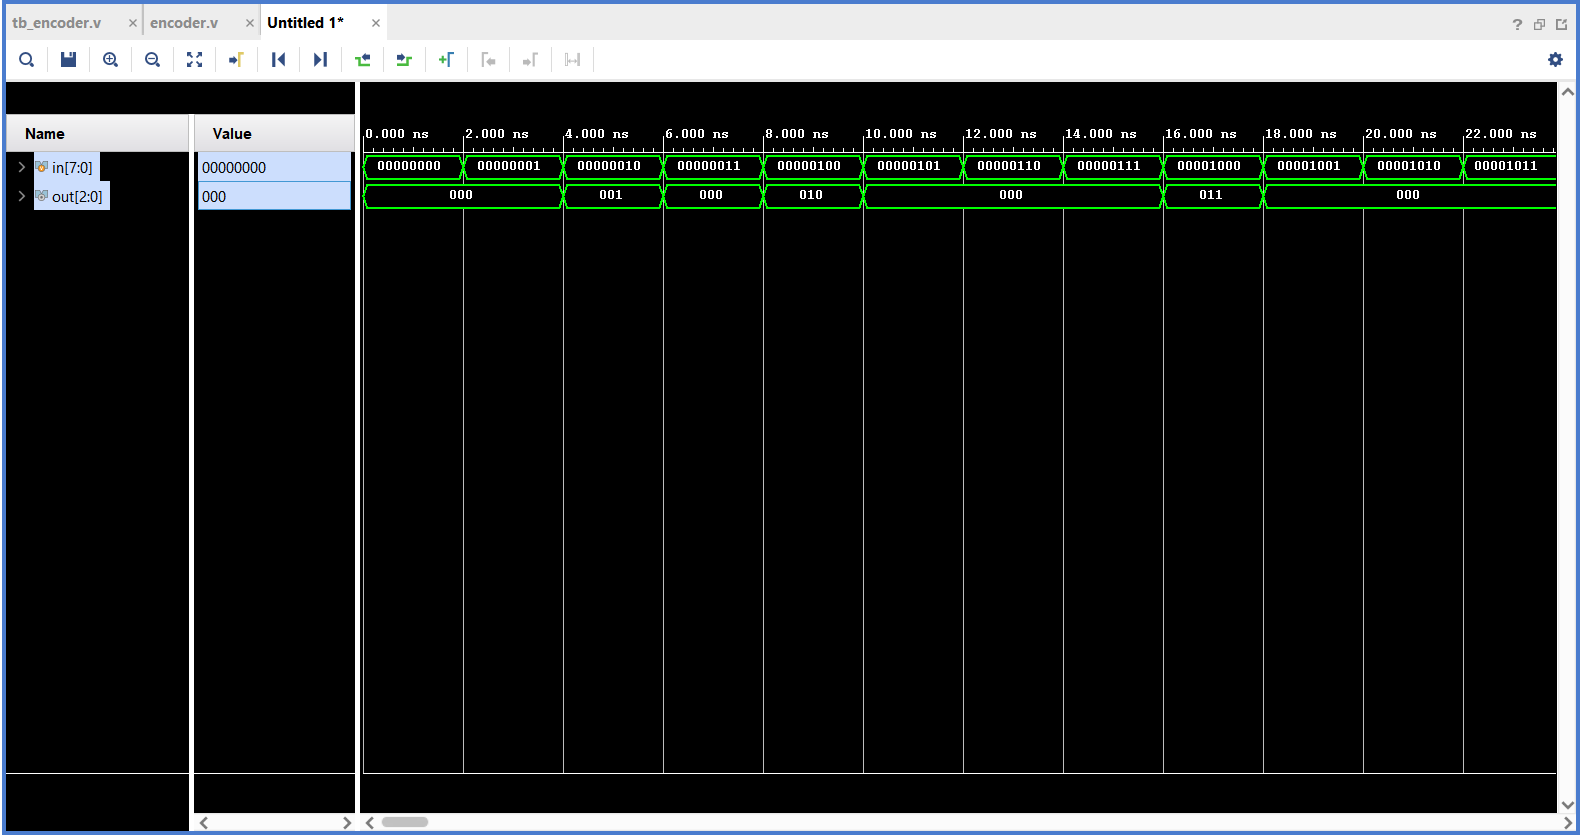 tb_encoder.v × encoder.v × Untitled 1* ×
?
Name Value
0.000 ns 2.000 ns 4.000 ns 6.000 ns 8.000 ns 10.000 ns 12.000 ns 14.000 ns 16.000 ns 18.000 ns 20.000 ns 22.000 ns
in[7:0] 00000000 00000000 00000001 00000010 00000011 00000100 00000101 00000110 00000111 00001000 00001001 00001010 00001011
out[2:0] 000 000 001 000 010 000 011 000